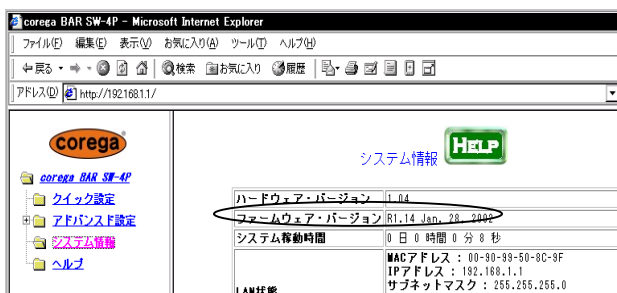 corega BAR SW-4P - Microsoft Internet Explorer
ファイル(F) 編集(E) 表示(V) お気に入り(A) ツール(T) ヘルプ(H)
戻る 検索 お気に入り 履歴
アドレス(D) http://192.168.1.1/
corega
corega BAR SW-4P
クイック設定
アドバンスド設定
システム情報
ヘルプ
システム情報 HELP
ハードウェア・バージョン 1.04
ファームウェア・バージョン R1.14 Jan. 28, 2002
システム稼動時間 0 日 0 時間 0 分 8 秒
LAN状態
MACアドレス : 00-90-99-50-8C-9F
IPアドレス : 192.168.1.1
サブネットマスク : 255.255.255.0